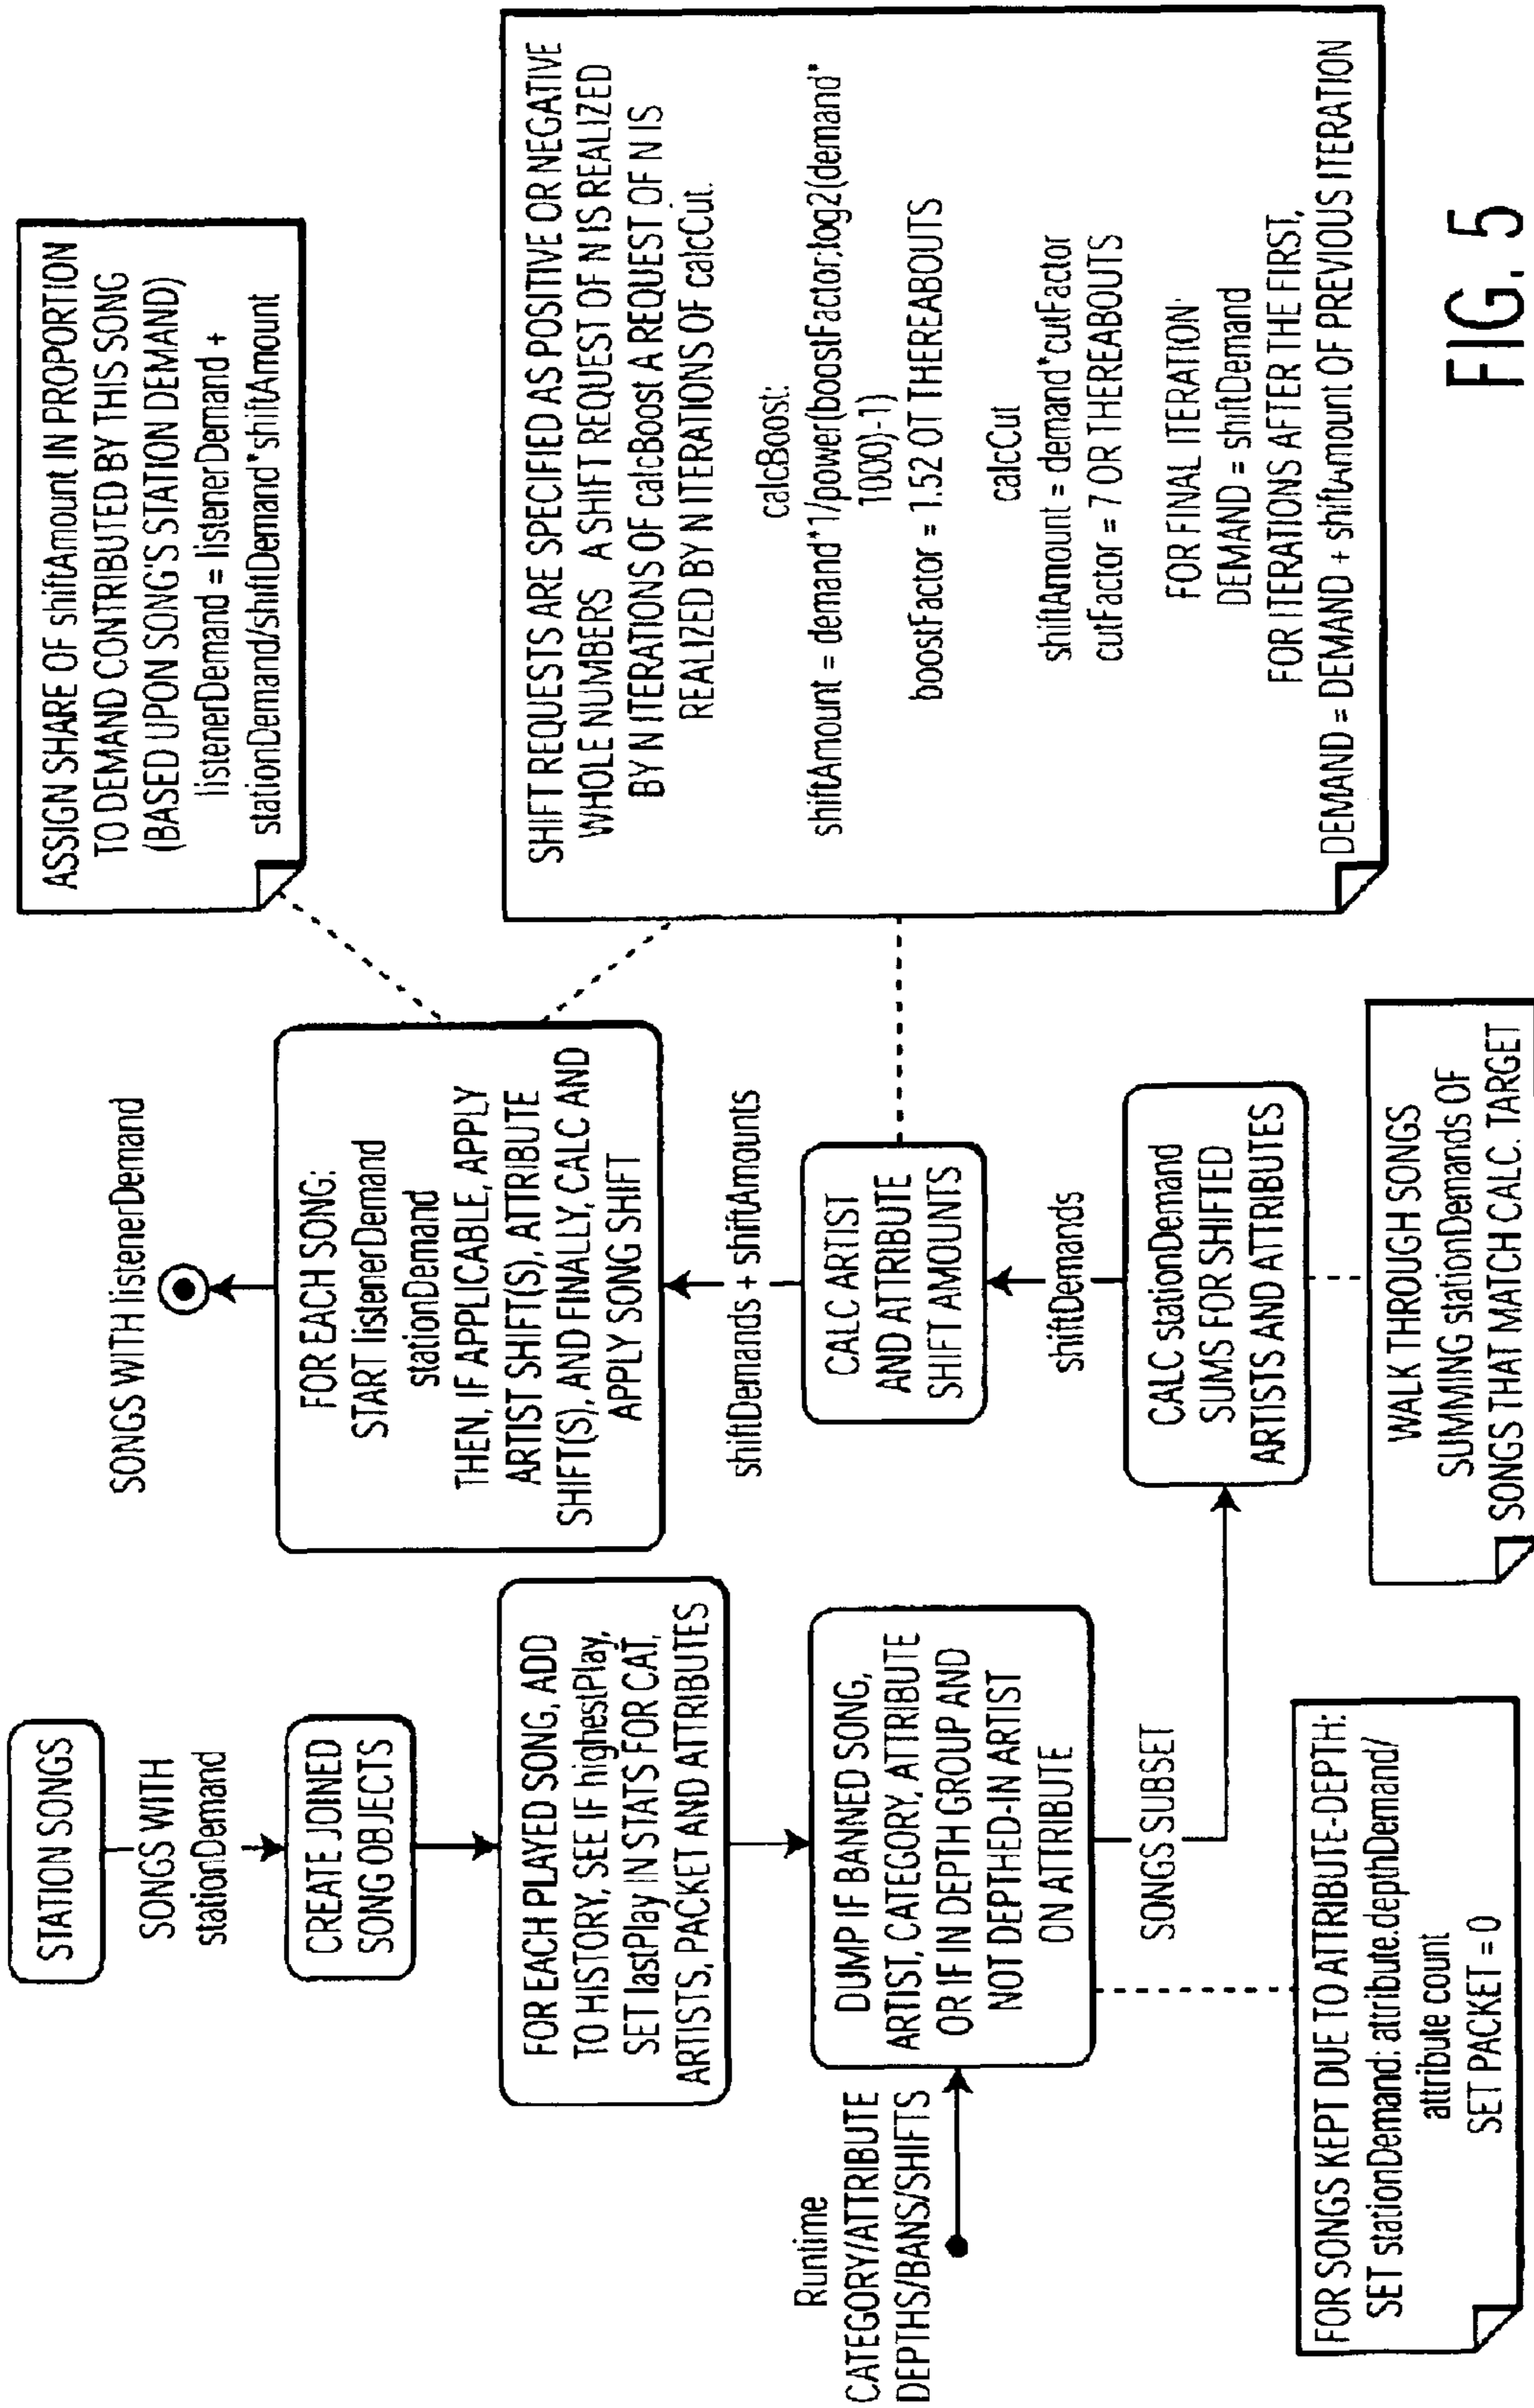 STATION SONGS
SONGS WITH
stationDemand
CREATE JOINED
SONG OBJECTS
FOR EACH PLAYED SONG, ADD
TO HISTORY, SEE IF highestPlay,
SET lastPlay IN STATS FOR CAT,
ARTISTS, PACKET AND ATTRIBUTES
Runtime
CATEGORY/ATTRIBUTE
DEPTHS/BANS/SHIFTS
DUMP IF BANNED SONG,
ARTIST, CATEGORY, ATTRIBUTE
OR IF IN DEPTH GROUP AND
NOT DEPTHED-IN ARTIST
ON ATTRIBUTE
SONGS SUBSET
FOR SONGS KEPT DUE TO ATTRIBUTE-DEPTH:
SET stationDemand: attribute.depthDemand/
attribute count
SET PACKET = 0
SONGS WITH listenerDemand
FOR EACH SONG:
START listenerDemand
stationDemand
THEN, IF APPLICABLE, APPLY
ARTIST SHIFT(S), ATTRIBUTE
SHIFT(S), AND FINALLY, CALC AND
APPLY SONG SHIFT
shiftDemands + shiftAmounts
CALC ARTIST
AND ATTRIBUTE
SHIFT AMOUNTS
shiftDemands
CALC stationDemand
SUMS FOR SHIFTED
ARTISTS AND ATTRIBUTES
WALK THROUGH SONGS
SUMMING stationDemands OF
SONGS THAT MATCH CALC. TARGET
ASSIGN SHARE OF shiftAmount IN PROPORTION
TO DEMAND CONTRIBUTED BY THIS SONG
(BASED UPON SONG'S STATION DEMAND)
listenerDemand = listenerDemand +
stationDemand/shiftDemand*shiftAmount
SHIFT REQUESTS ARE SPECIFIED AS POSITIVE OR NEGATIVE
WHOLE NUMBERS A SHIFT REQUEST OF N IS REALIZED
BY N ITERATIONS OF calcBoost A REQUEST OF N IS
REALIZED BY N ITERATIONS OF calcCut.
calcBoost:
shiftAmount = demand*1/power(boostFactor,log2(demand*
1000)-1)
boostFactor = 1.52 OT THEREABOUTS
calcCut
shiftAmount = demand*cutFactor
cutFactor = 7 OR THEREABOUTS
FOR FINAL ITERATION:
DEMAND = shiftDemand
FOR ITERATIONS AFTER THE FIRST,
DEMAND = DEMAND + shiftAmount OF PREVIOUS ITERATION
FIG. 5